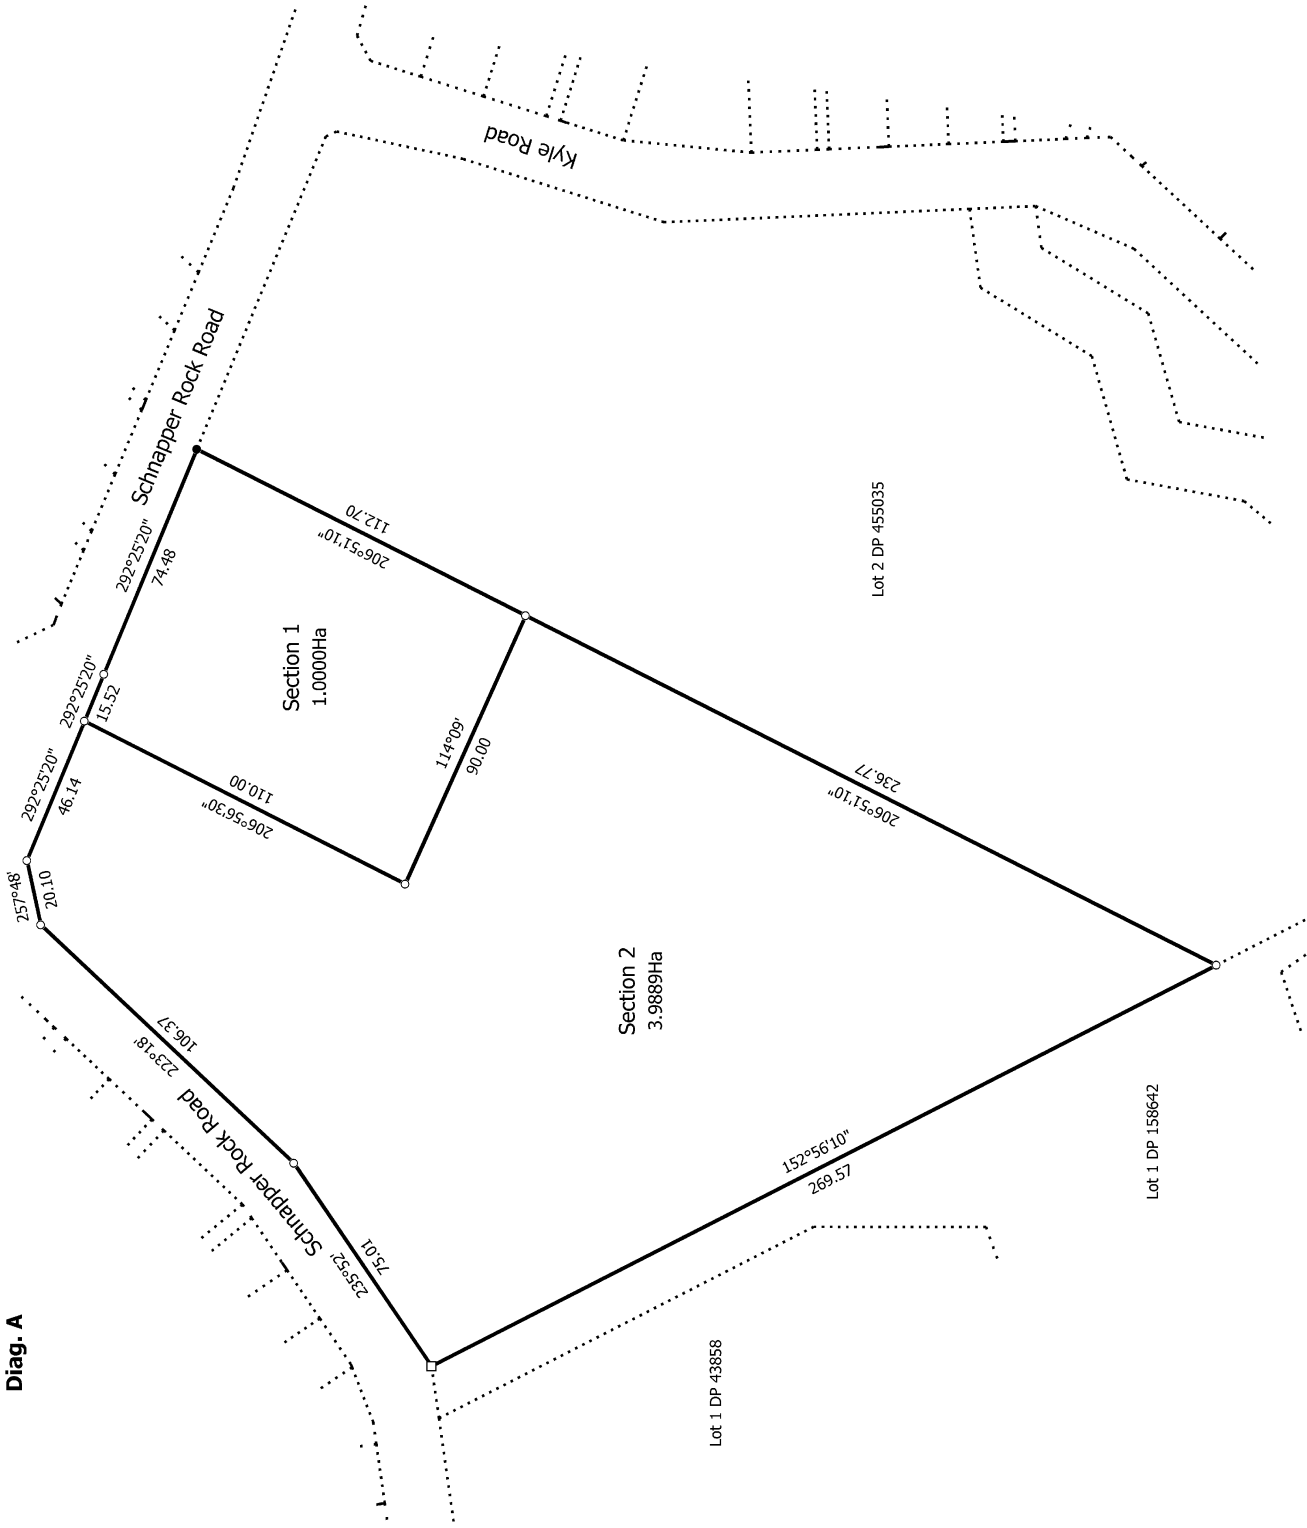 Diag. A
Kyle Road
Schnapper Rock Road
292°25'20"
74.48
292°25'20"
15.52
292°25'20"
46.14
257°48'
20.10
112.70
206°51'10"
Section 1
1.0000Ha
114°09'
90.00
110.00
206°56'30"
Lot 2 DP 455035
236.77
206°51'10"
Section 2
3.9889Ha
106.37
223°18'
Schnapper Rock Road
75.01
235°52'
152°56'10"
269.57
Lot 1 DP 158642
Lot 1 DP 43858